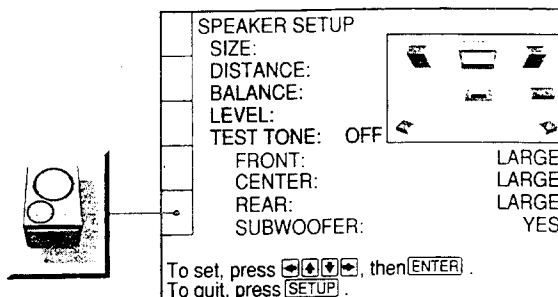 SPEAKER SETUP
SIZE:
DISTANCE:
BALANCE:
LEVEL:
TEST TONE: OFF
FRONT: LARGE
CENTER: LARGE
REAR: LARGE
SUBWOOFER: YES
To set, press , then ENTER .
To quit, press SETUP .